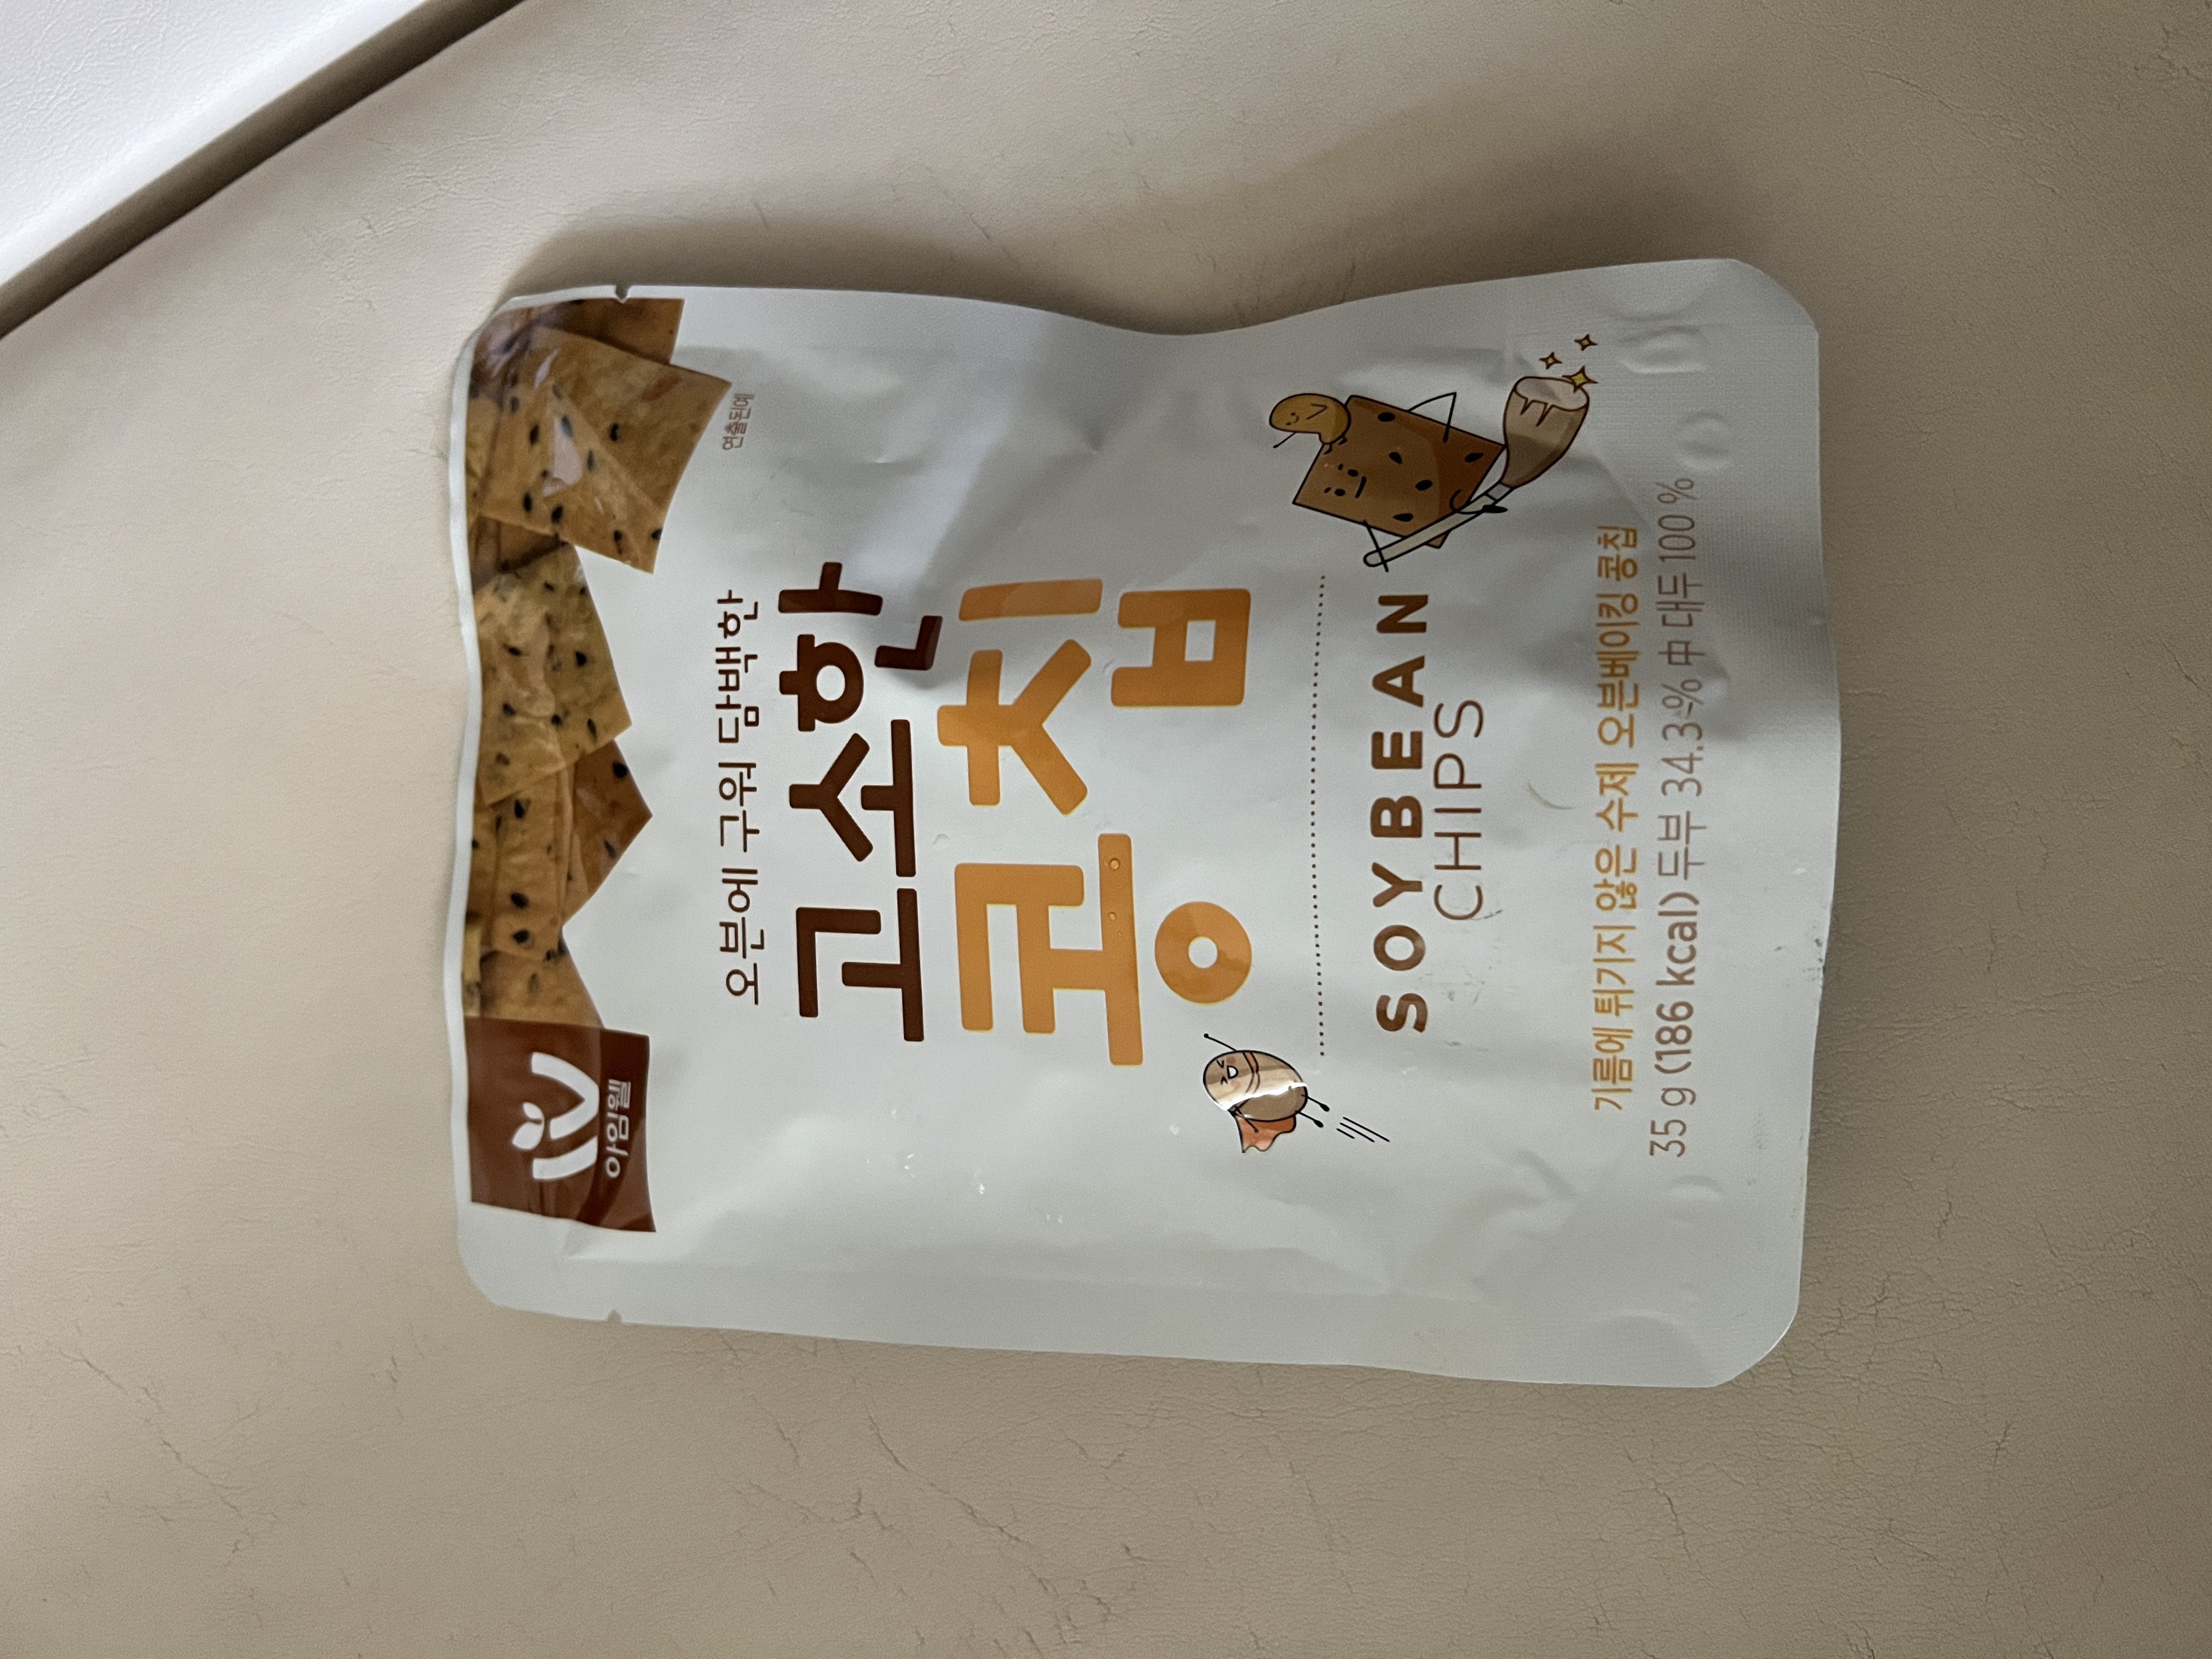 아임웰
연출된예
오븐에 구워 담백한
고소한
콩칩
SOYBEAN
CHIPS
기름에 튀기지 않은 수제 오븐베이킹 콩칩
35 g (186 kcal) 두부 34.3% 中 대두 100%